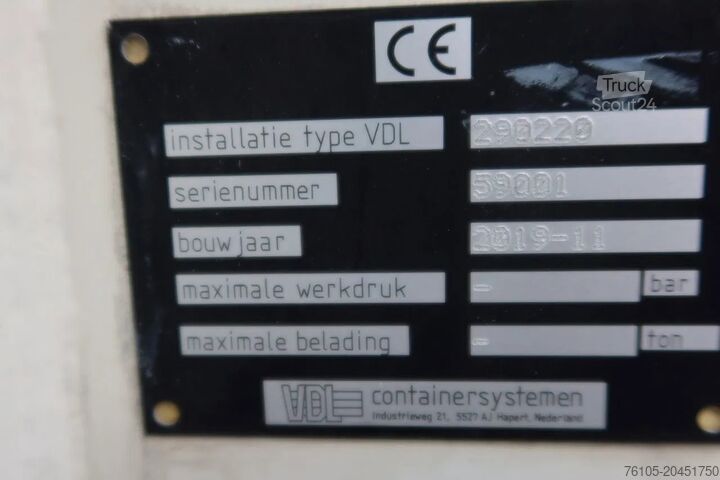 CE
Truck
Scout24
installatie type VDL 290220
serienummer 59001
bouwjaar 2019-11
maximale werkdruk - bar
maximale belading - ton
VDL containersystemen
Industrieweg 21, 5527 AJ Hapert, Nederland
76105-20451750